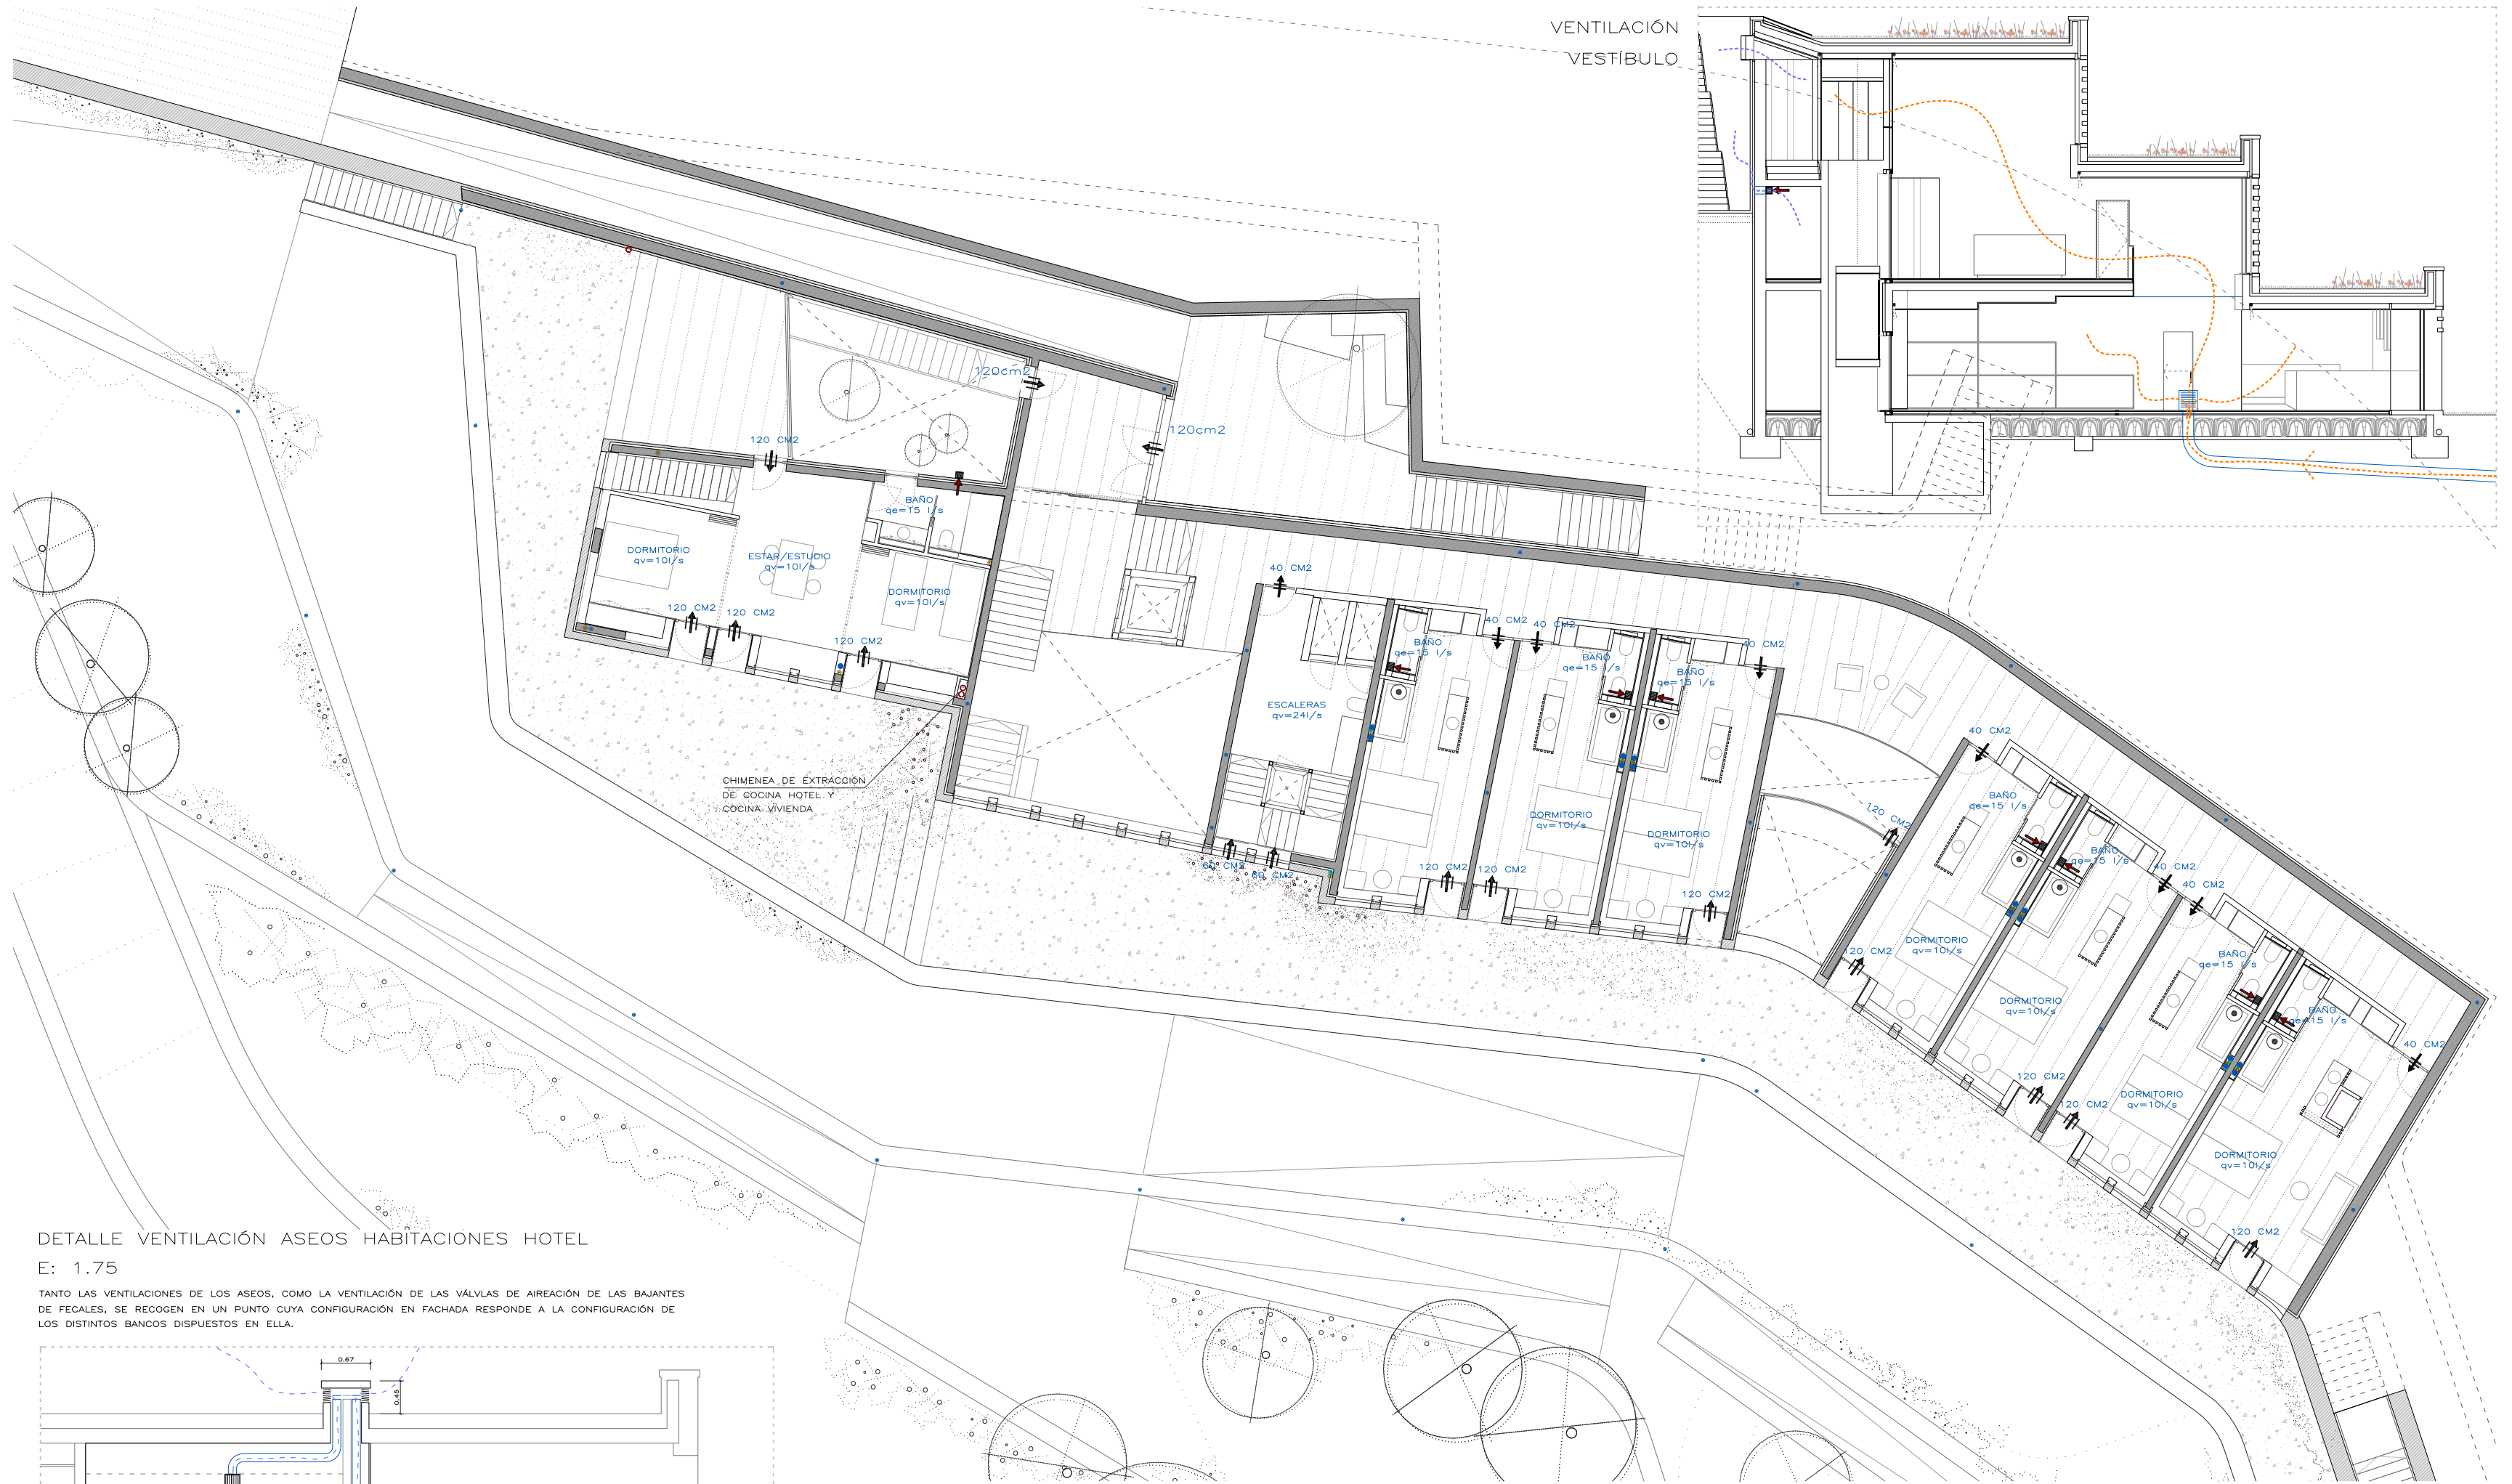 VENTILACIÓN
VESTÍBULO
120cm2
120cm2
120 CM2
BAÑO
qe=15 l/s
DORMITORIO
qv=10l/s
ESTAR/ESTUDIO
qv=10l/s
DORMITORIO
qv=10l/s
120 CM2
120 CM2
120 CM2
CHIMENEA DE EXTRACCIÓN
DE COCINA HOTEL Y
COCINA VIVIENDA
40 CM2
ESCALERAS
qv=24l/s
60 CM2
60 CM2
BAÑO
qe=15 l/s
40 CM2
40 CM2
BAÑO
qe=15 l/s
BAÑO
qe=15 l/s
40 CM2
DORMITORIO
qv=10l/s
DORMITORIO
qv=10l/s
120 CM2
120 CM2
120 CM2
120 CM2
40 CM2
BAÑO
qe=15 l/s
BAÑO
qe=15 l/s
40 CM2
40 CM2
DORMITORIO
qv=10l/s
DORMITORIO
qv=10l/s
120 CM2
BAÑO
qe=15 l/s
BAÑO
qe=15 l/s
40 CM2
120 CM2
120 CM2
DORMITORIO
qv=10l/s
DORMITORIO
qv=10l/s
120 CM2
DETALLE VENTILACIÓN ASEOS HABITACIONES HOTEL
E: 1.75
TANTO LAS VENTILACIONES DE LOS ASEOS, COMO LA VENTILACIÓN DE LAS VÁLVLAS DE AIREACIÓN DE LAS BAJANTES
DE FECALES, SE RECOGEN EN UN PUNTO CUYA CONFIGURACIÓN EN FACHADA RESPONDE A LA CONFIGURACIÓN DE
LOS DISTINTOS BANCOS DISPUESTOS EN ELLA.
0.67
0.45